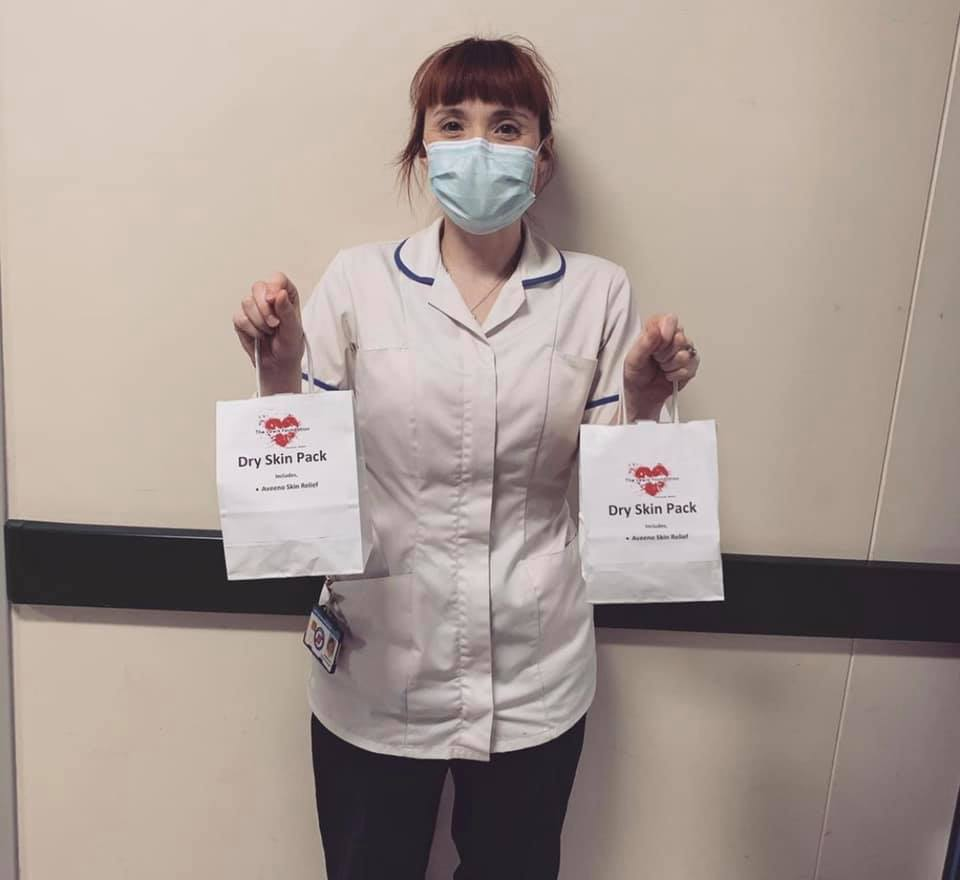 Dry Skin Pack
Includes,
• Aveeno Skin Relief
Dry Skin Pack
Includes,
• Aveeno Skin Relief